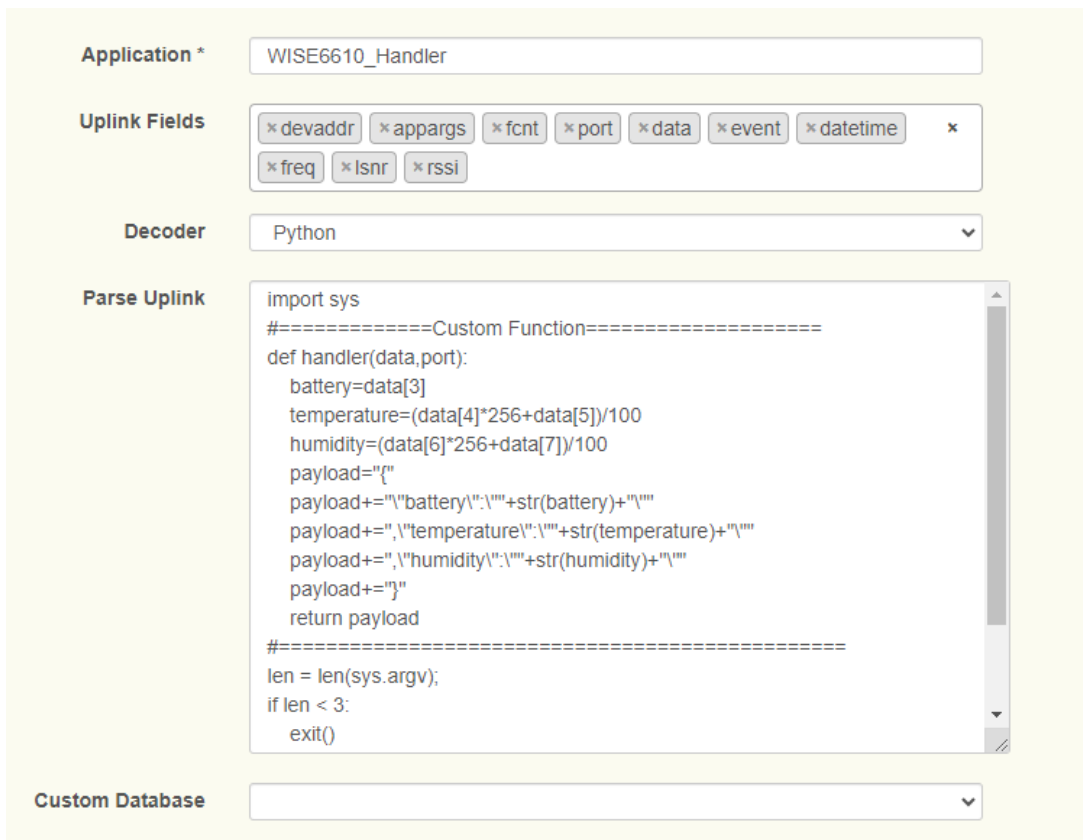 Application * WISE6610_Handler
Uplink Fields ×devaddr ×appargs ×fcnt ×port ×data ×event ×datetime ×
×freq ×lsnr ×rssi
Decoder Python
Parse Uplink import sys
#=============Custom Function====================
def handler(data,port):
    battery=data[3]
    temperature=(data[4]*256+data[5])/100
    humidity=(data[6]*256+data[7])/100
    payload="{"
    payload+="\"battery\":\""+str(battery)+"\""
    payload+=",\"temperature\":\""+str(temperature)+"\""
    payload+=",\"humidity\":\""+str(humidity)+"\""
    payload+="}"
    return payload
#================================================
len = len(sys.argv);
if len < 3:
    exit()
Custom Database